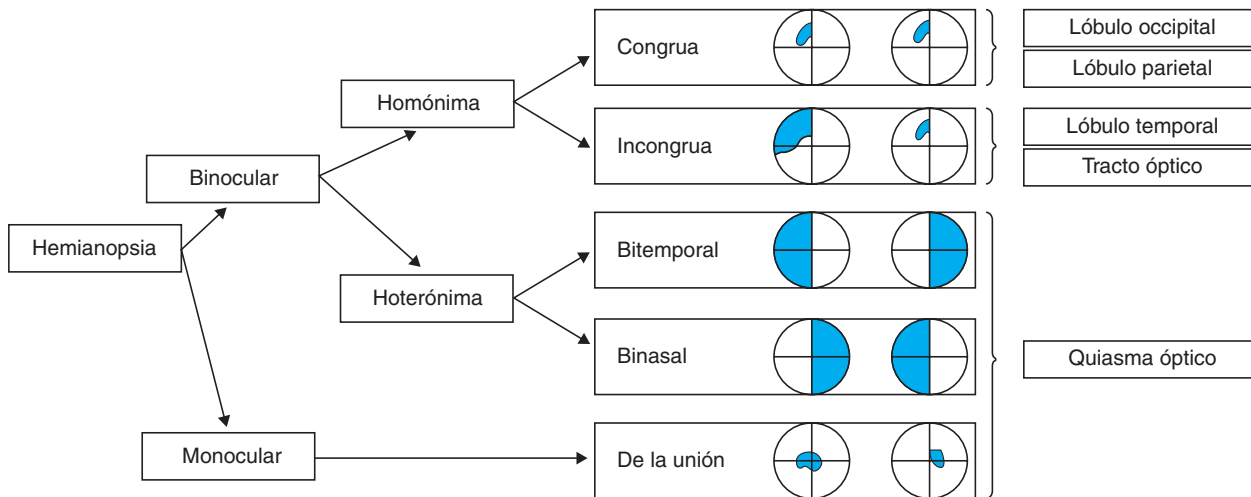 Hemianopsia
Binocular
Monocular
Homónima
Hoterónima
Congrua
Incongrua
Bitemporal
Binasal
De la unión
Lóbulo occipital
Lóbulo parietal
Lóbulo temporal
Tracto óptico
Quiasma óptico